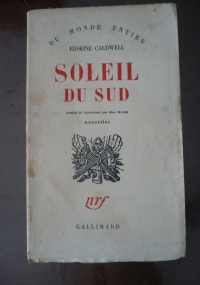 DU MONDE ENTIER
ERSKINE CALDWELL
SOLEIL
DU SUD
nouvelles
nrf
GALLIMARD